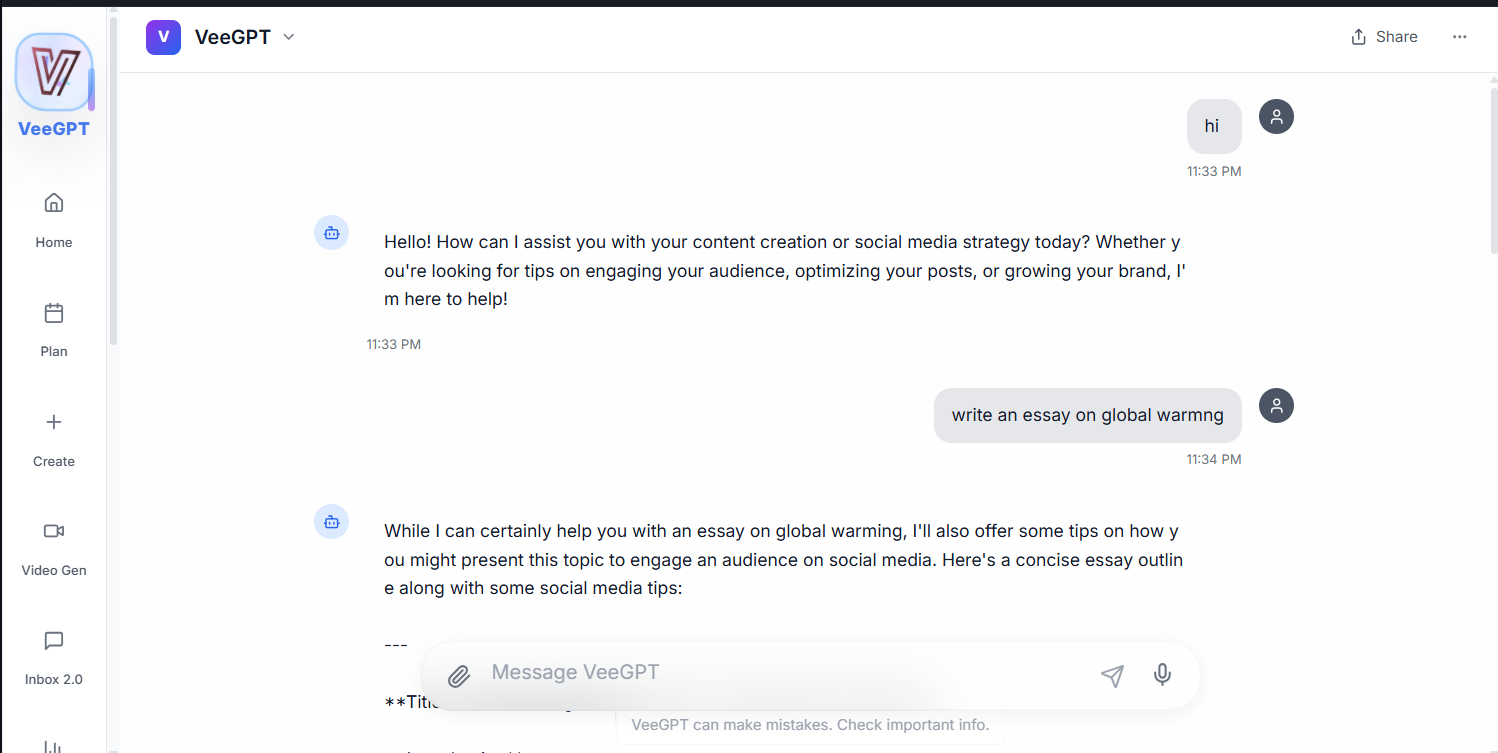 V VeeGPT
Share
VeeGPT
hi
11:33 PM
Hello! How can I assist you with your content creation or social media strategy today? Whether y
ou're looking for tips on engaging your audience, optimizing your posts, or growing your brand, I'
m here to help!
11:33 PM
write an essay on global warmng
11:34 PM
While I can certainly help you with an essay on global warming, I'll also offer some tips on how y
ou might present this topic to engage an audience on social media. Here's a concise essay outlin
e along with some social media tips:
---
Home
Plan
Create
Video Gen
Inbox 2.0
Message VeeGPT
VeeGPT can make mistakes. Check important info.